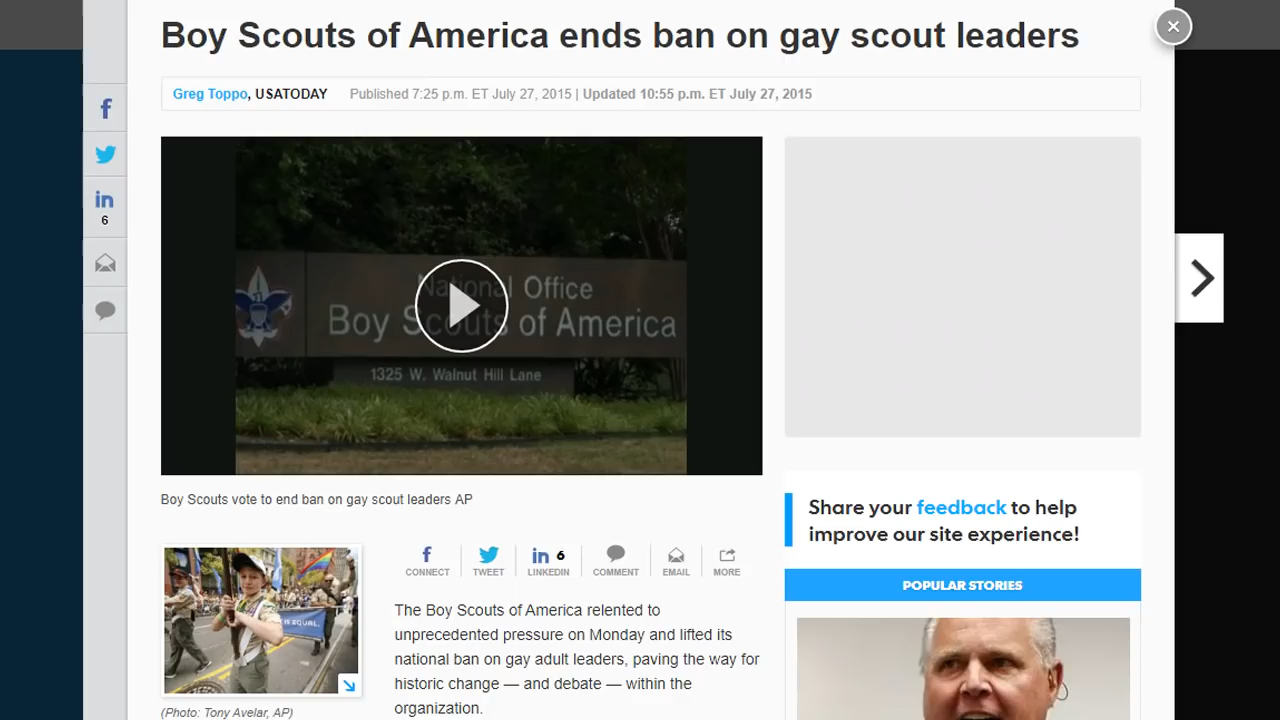 Boy Scouts of America ends ban on gay scout leaders
Greg Toppo, USATODAY Published 7:25 p.m. ET July 27, 2015 | Updated 10:55 p.m. ET July 27, 2015
in
6
National Office
Boy Scouts of America
1325 W. Walnut Hill Lane
Boy Scouts vote to end ban on gay scout leaders AP
IS EQUAL.
(Photo: Tony Avelar, AP)
in 6
CONNECT TWEET LINKEDIN COMMENT EMAIL MORE
The Boy Scouts of America relented to
unprecedented pressure on Monday and lifted its
national ban on gay adult leaders, paving the way for
historic change — and debate — within the
organization.
Share your feedback to help
improve our site experience!
POPULAR STORIES